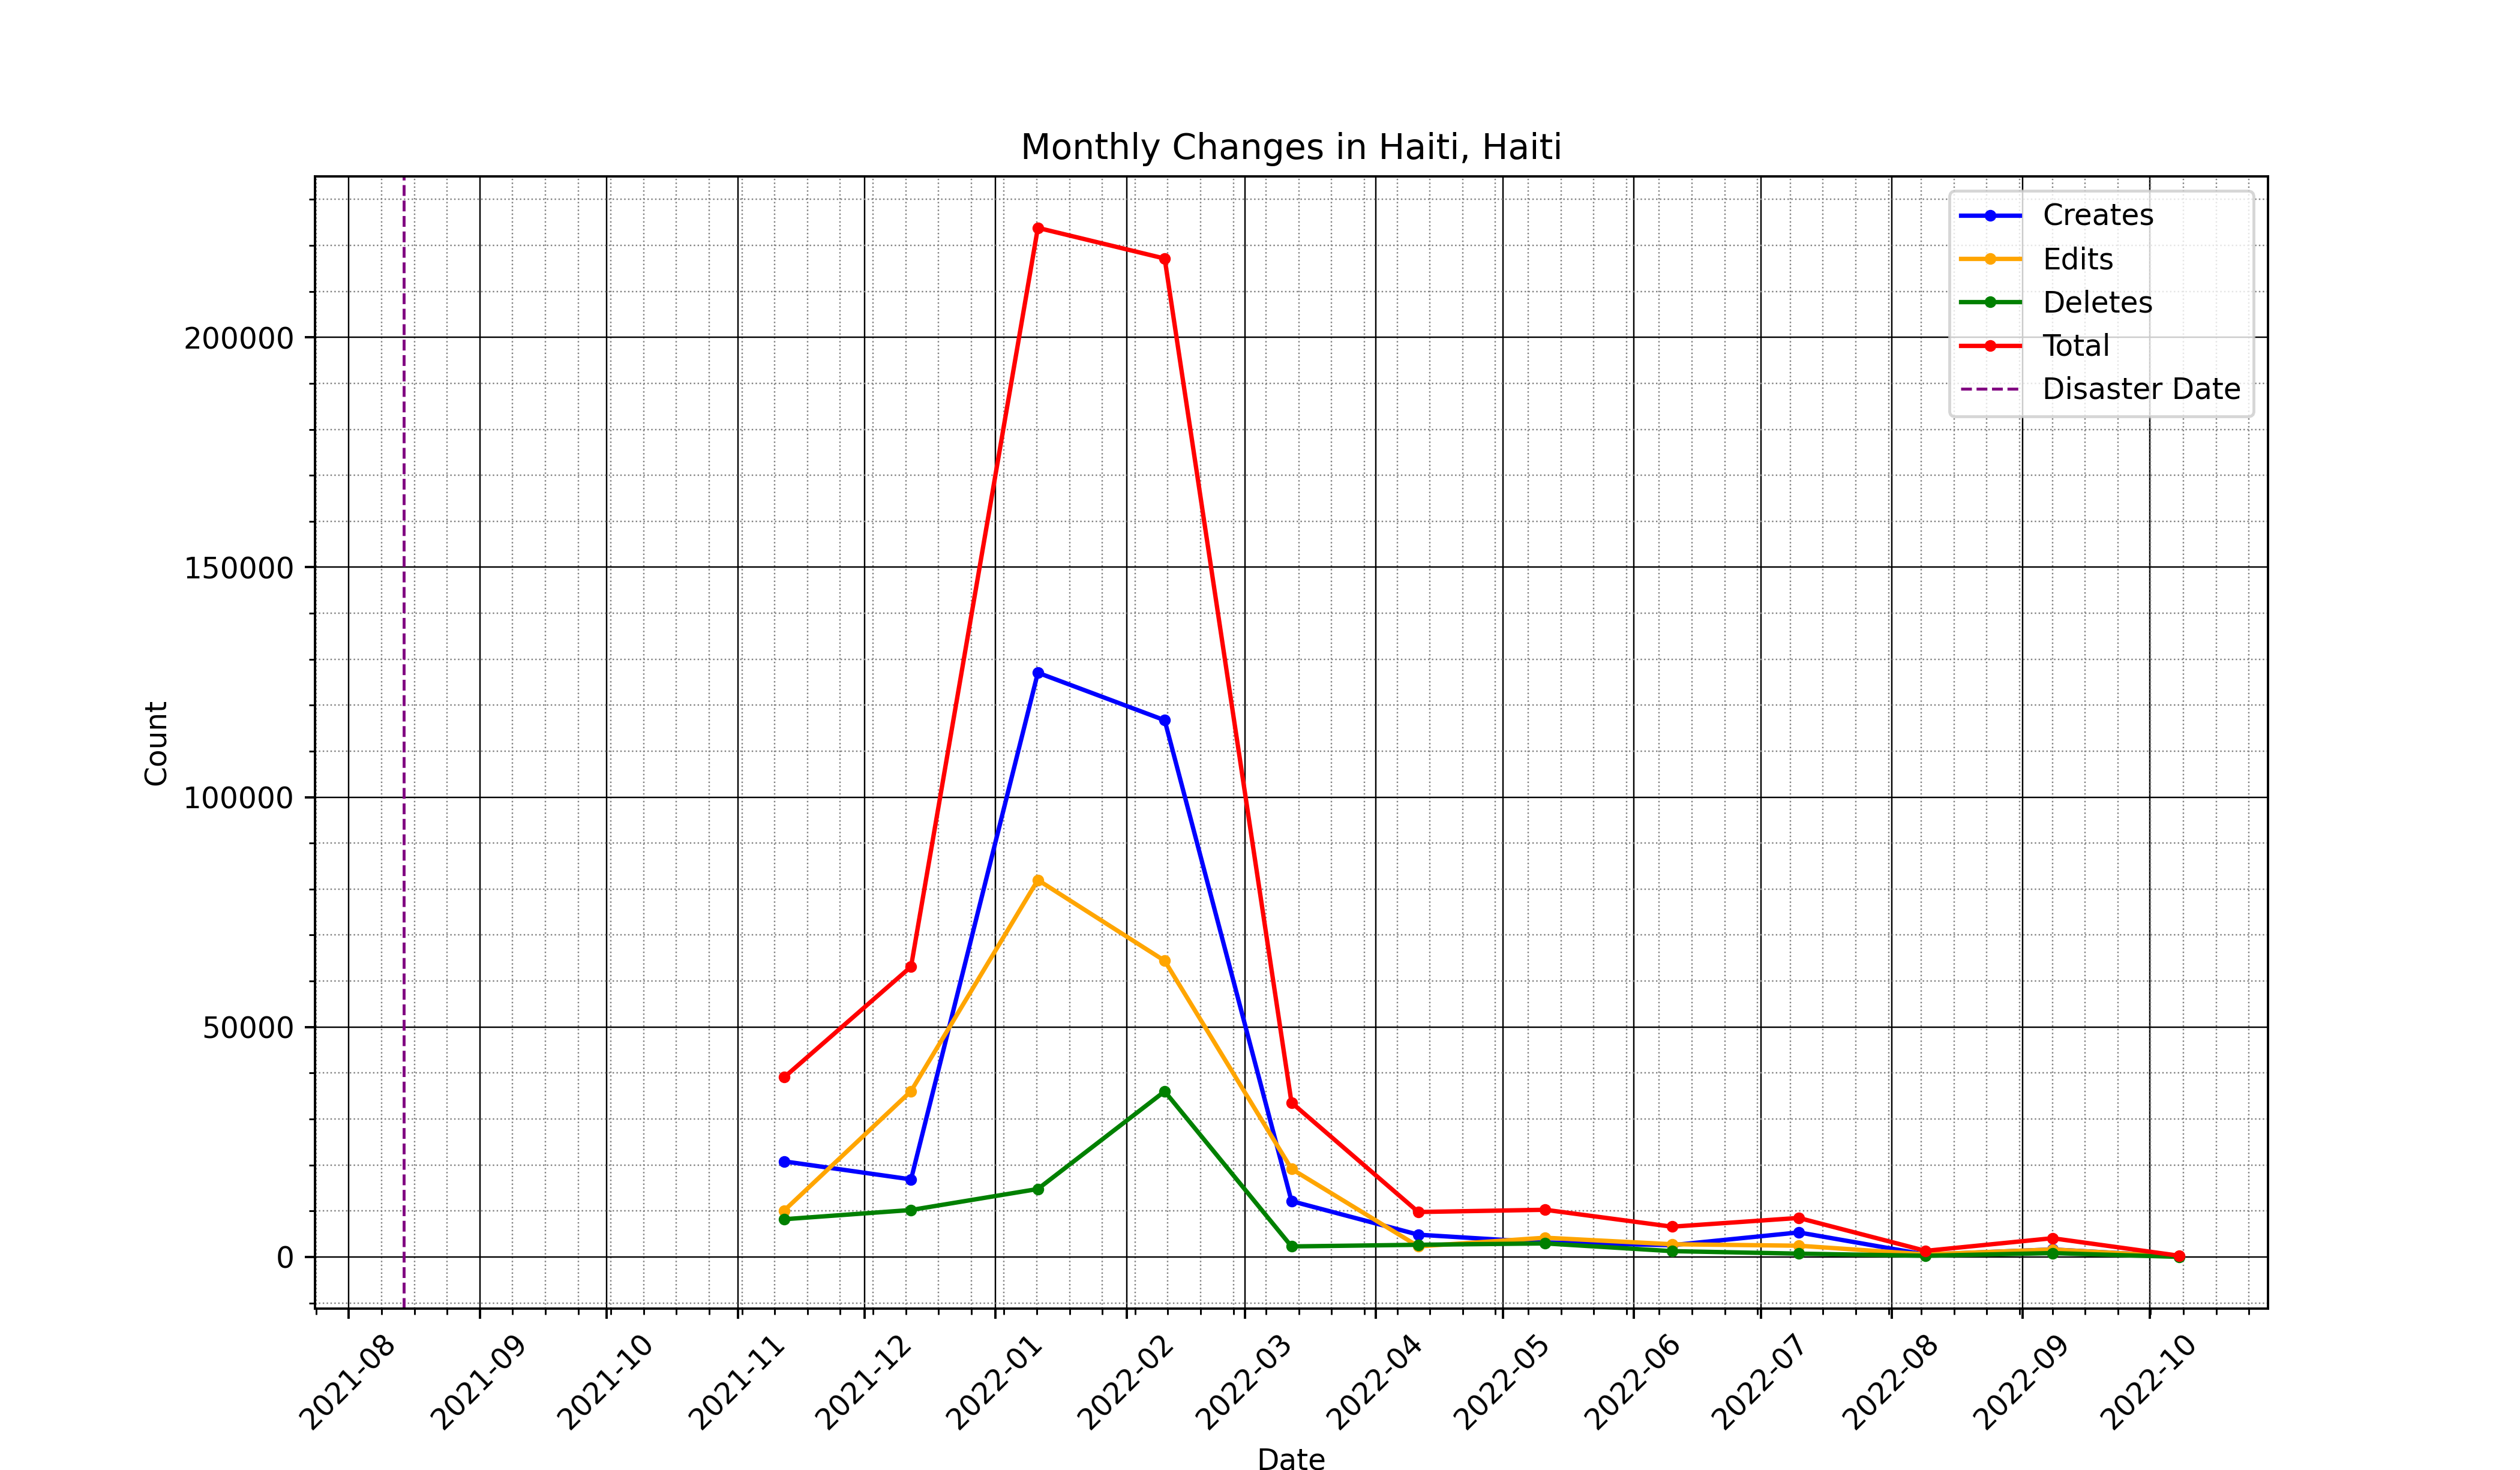 Monthly Changes in Haiti, Haiti
Creates
Edits
Deletes
Total
Disaster Date
Count
200000
150000
100000
50000
0
2021-08
2021-09
2021-10
2021-11
2021-12
2022-01
2022-02
2022-03
2022-04
2022-05
2022-06
2022-07
2022-08
2022-09
2022-10
Date